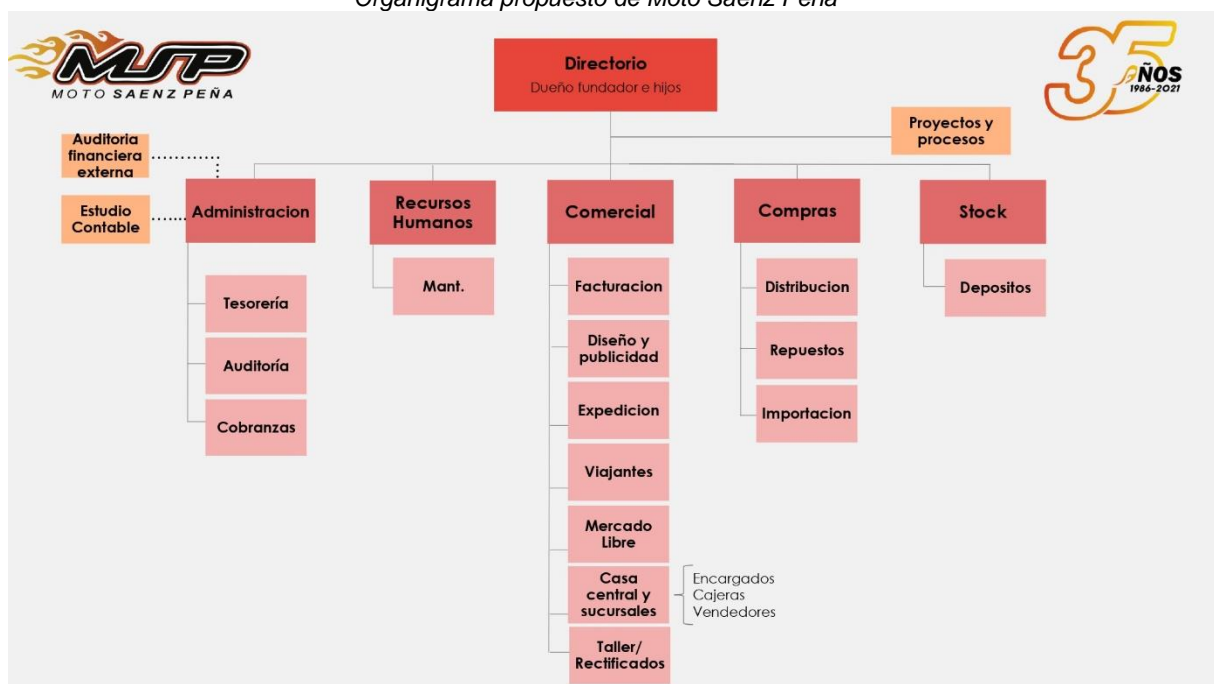 Organigrama propuesto de Moto Saenz Peña
MSP
MOTO SAENZ PEÑA
Directorio
Dueño fundador e hijos
35 AÑOS
1986-2021
Proyectos y
procesos
Auditoria
financiera
externa
Estudio
Contable
Administracion
Recursos
Humanos
Comercial
Compras
Stock
Tesorería
Auditoría
Cobranzas
Mant.
Facturacion
Diseño y
publicidad
Expedicion
Viajantes
Mercado
Libre
Casa
central y
sucursales
Encargados
Cajeras
Vendedores
Taller/
Rectificados
Distribucion
Repuestos
Importacion
Depositos